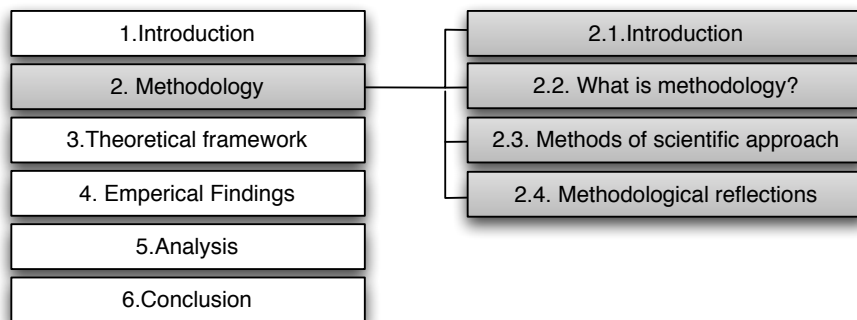 1.Introduction
2. Methodology
3.Theoretical framework
4. Emperical Findings
5.Analysis
6.Conclusion
2.1.Introduction
2.2. What is methodology?
2.3. Methods of scientific approach
2.4. Methodological reflections